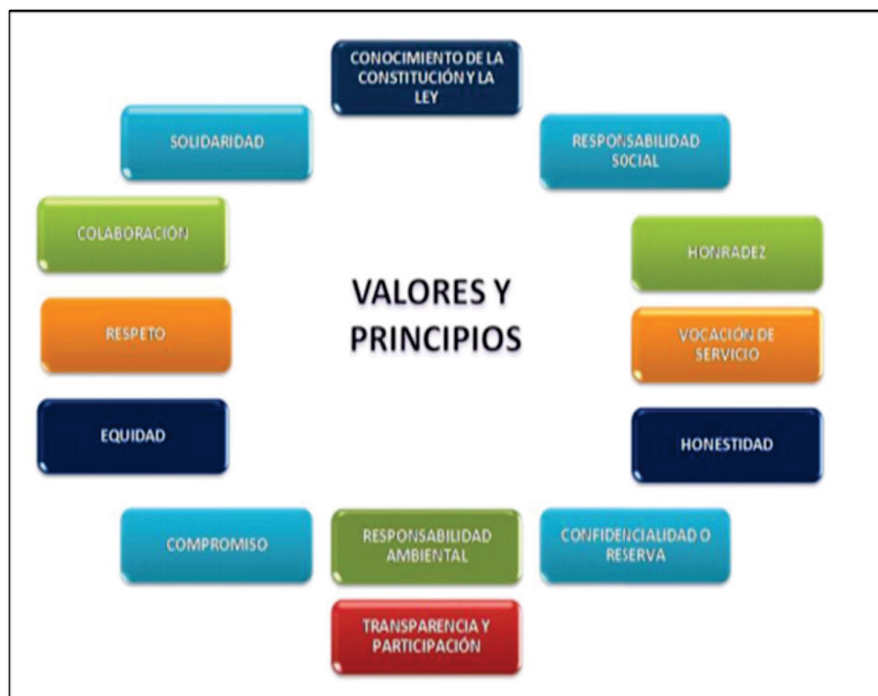 CONOCIMIENTO DE LA
CONSTITUCIÓN Y LA
LEY
SOLIDARIDAD
RESPONSABILIDAD
SOCIAL
COLABORACIÓN
HONRADEZ
VALORES Y
PRINCIPIOS
RESPETO
VOCACIÓN DE
SERVICIO
EQUIDAD
HONESTIDAD
COMPROMISO
RESPONSABILIDAD
AMBIENTAL
CONFIDENCIALIDAD O
RESERVA
TRANSPARENCIA Y
PARTICIPACIÓN